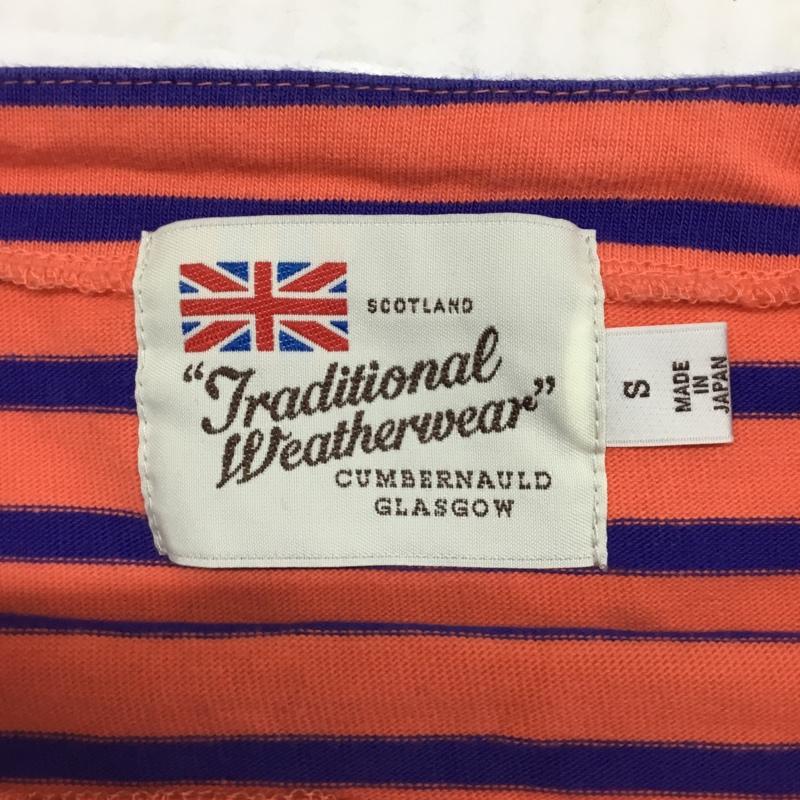 SCOTLAND
"Traditional
Weatherwear"
CUMBERNAULD
GLASGOW
S
MADE
IN
JAPAN